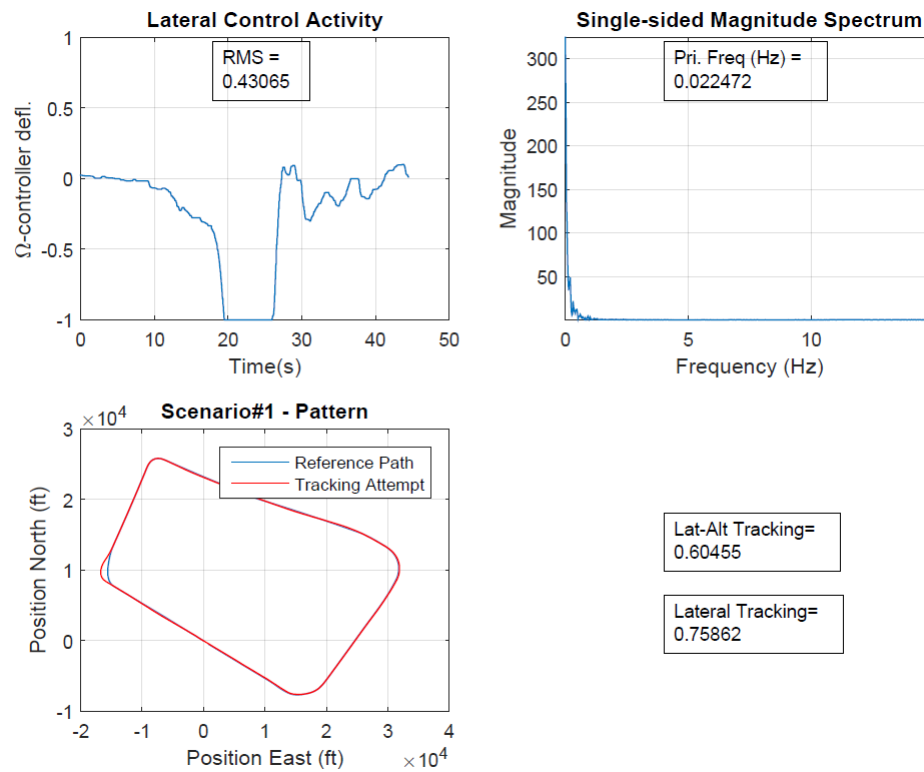 Lateral Control Activity
RMS =
0.43065
1
0.5
0
-0.5
-1
Ω-controller defl.
0
10
20
30
40
50
Time(s)
Single-sided Magnitude Spectrum
Pri. Freq (Hz) =
0.022472
300
250
200
150
100
50
Magnitude
0
5
10
Frequency (Hz)
Scenario#1 - Pattern
×10^4
Reference Path
Tracking Attempt
3
2
1
0
-1
Position North (ft)
-2
-1
0
1
2
3
4
Position East (ft)
×10^4
Lat-Alt Tracking=
0.60455
Lateral Tracking=
0.75862